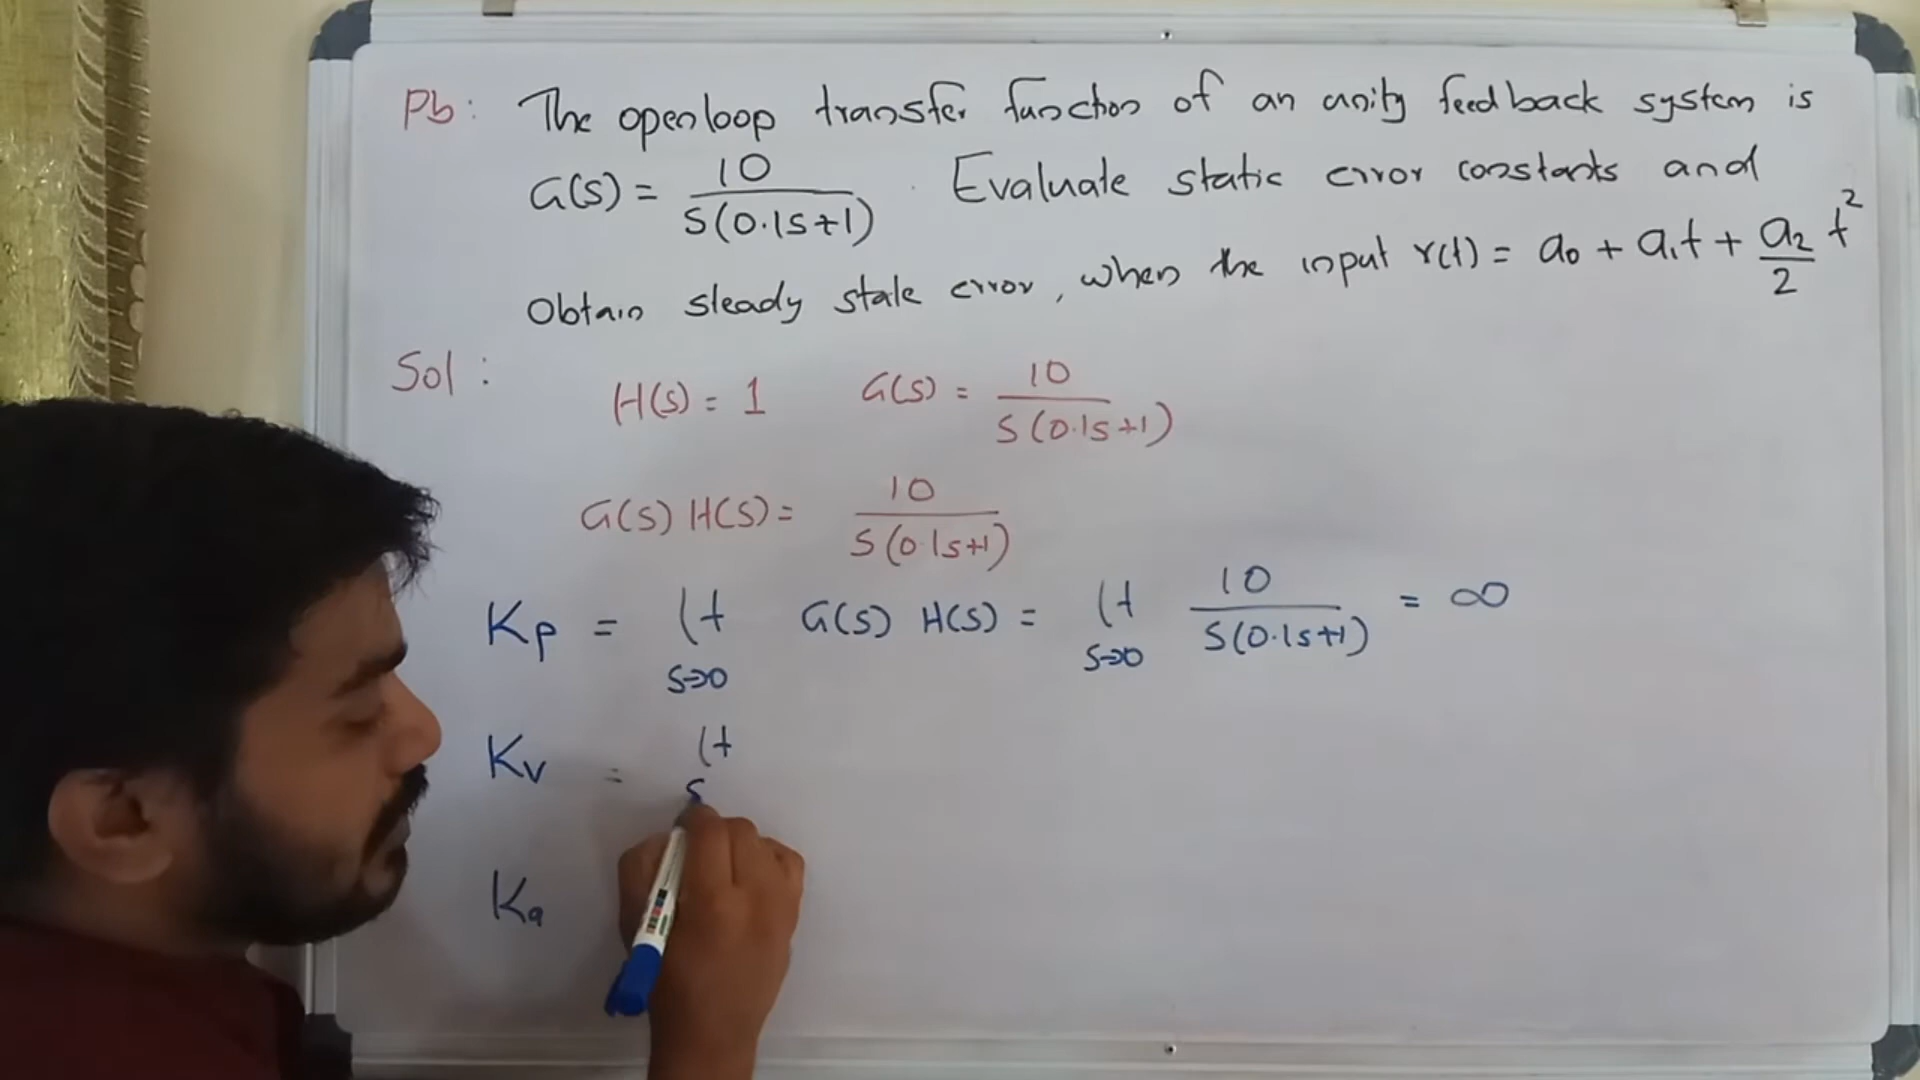 Pb: The openloop transfer function of an unity feedback system is
G(s) = 10 / s(0.1s+1) . Evaluate static error constants and
Obtain steady state error, when the input r(t) = a₀ + a₁t + a₂/2 t²
Sol :
H(s) = 1 G(s) = 10 / s(0.1s+1)
G(s) H(s) = 10 / s(0.1s+1)
Kp = lt s→0 G(s) H(s) = lt s→0 10 / s(0.1s+1) = ∞
Kv = lt s
Ka